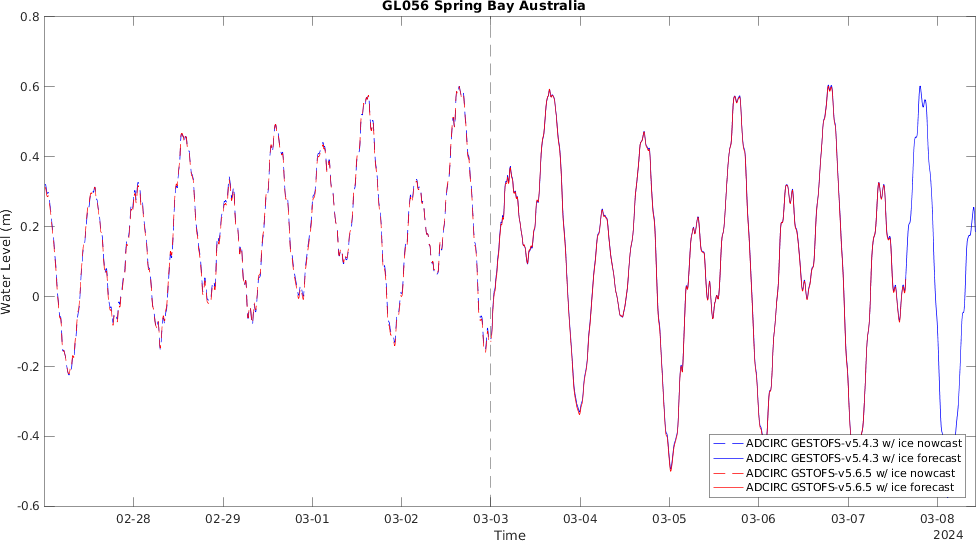 GL056 Spring Bay Australia
0.8
0.6
0.4
0.2
0
-0.2
-0.4
-0.6
Water Level (m)
ADCIRC GESTOFS-v5.4.3 w/ ice nowcast
ADCIRC GESTOFS-v5.4.3 w/ ice forecast
ADCIRC GSTOFS-v5.6.5 w/ ice nowcast
ADCIRC GSTOFS-v5.6.5 w/ ice forecast
02-28 02-29 03-01 03-02 03-03 03-04 03-05 03-06 03-07 03-08
Time
2024